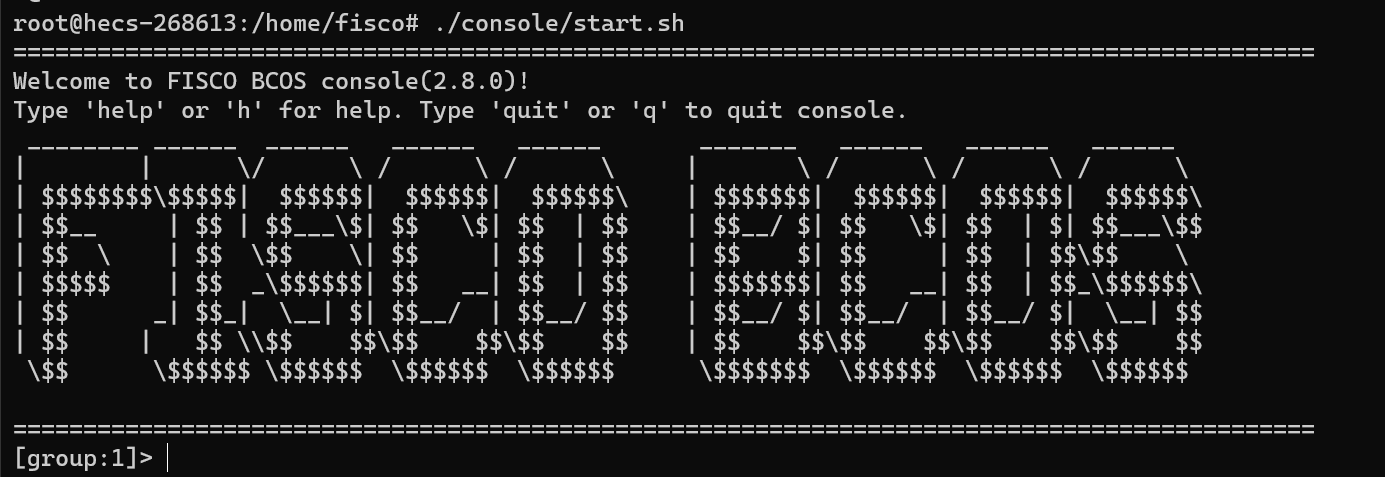 root@hecs-268613:/home/fisco# ./console/start.sh
=============================================================================================
Welcome to FISCO BCOS console(2.8.0)!
Type 'help' or 'h' for help. Type 'quit' or 'q' to quit console.
 ________ ______  ______   ______   ______       _______   ______   ______   ______
|        |      \/      \ /      \ /      \     |       \ /      \ /      \ /      \
| $$$$$$$$\$$$$$|  $$$$$$|  $$$$$$|  $$$$$$\    | $$$$$$$|  $$$$$$|  $$$$$$|  $$$$$$\
| $$__     | $$ | $$___\$| $$   \$| $$  | $$    | $$__/ $| $$   \$| $$  | $| $$___\$$
| $$  \    | $$  \$$    \| $$     | $$  | $$    | $$    $| $$     | $$  | $$\$$    \
| $$$$$    | $$  _\$$$$$$| $$   __| $$  | $$    | $$$$$$$| $$   __| $$  | $$_\$$$$$$\
| $$      _| $$_|  \__| $| $$__/  | $$__/ $$    | $$__/ $| $$__/  | $$__/ $|  \__| $$
| $$     |   $$ \\$$    $$\$$    $$\$$    $$    | $$    $$\$$    $$\$$    $$\$$    $$
 \$$      \$$$$$$ \$$$$$$  \$$$$$$  \$$$$$$      \$$$$$$$  \$$$$$$  \$$$$$$  \$$$$$$
=============================================================================================
[group:1]>